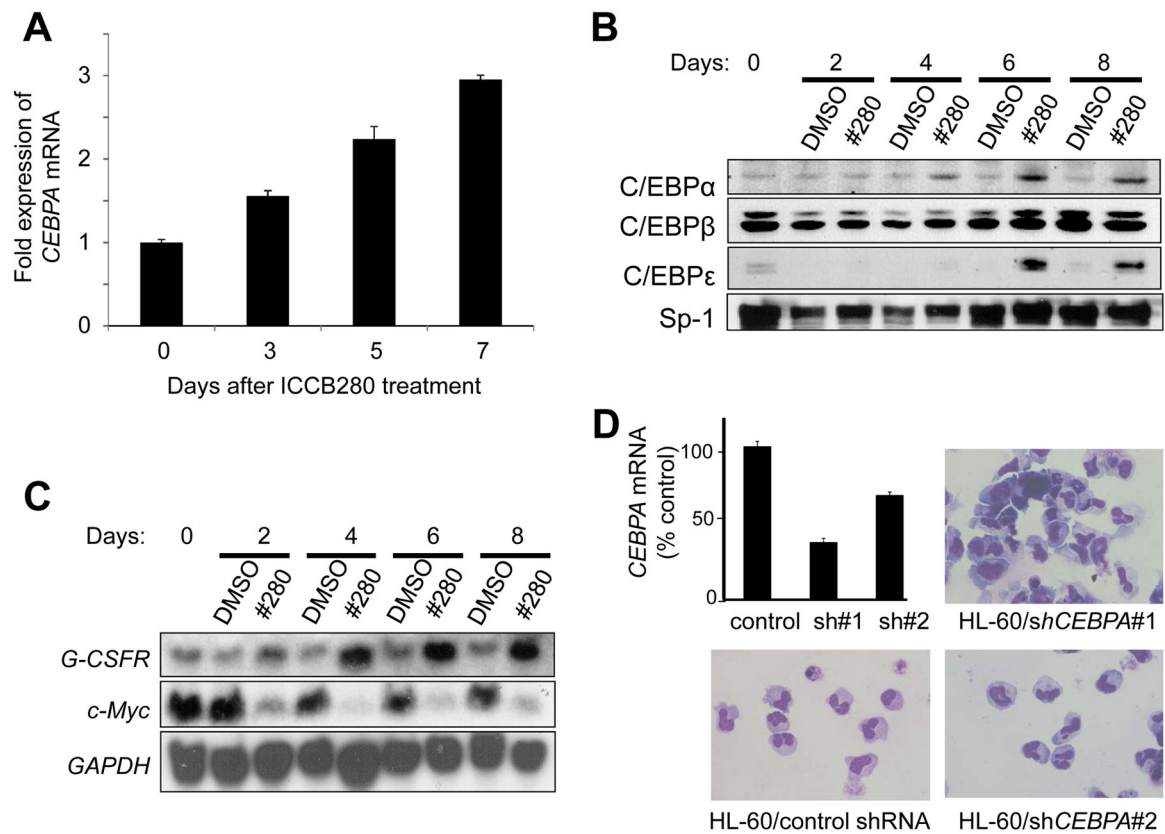 A
Fold expression of
CEBPA mRNA
3
2
1
0
0 3 5 7
Days after ICCB280 treatment
B
Days: 0 2 4 6 8
DMSO #280 DMSO #280 DMSO #280 DMSO #280
C/EBPα
C/EBPβ
C/EBPε
Sp-1
C
Days: 0 2 4 6 8
DMSO #280 DMSO #280 DMSO #280 DMSO #280
G-CSFR
c-Myc
GAPDH
D
CEBPA mRNA
(% control)
100
50
0
control sh#1 sh#2
HL-60/shCEBPA#1
HL-60/control shRNA
HL-60/shCEBPA#2